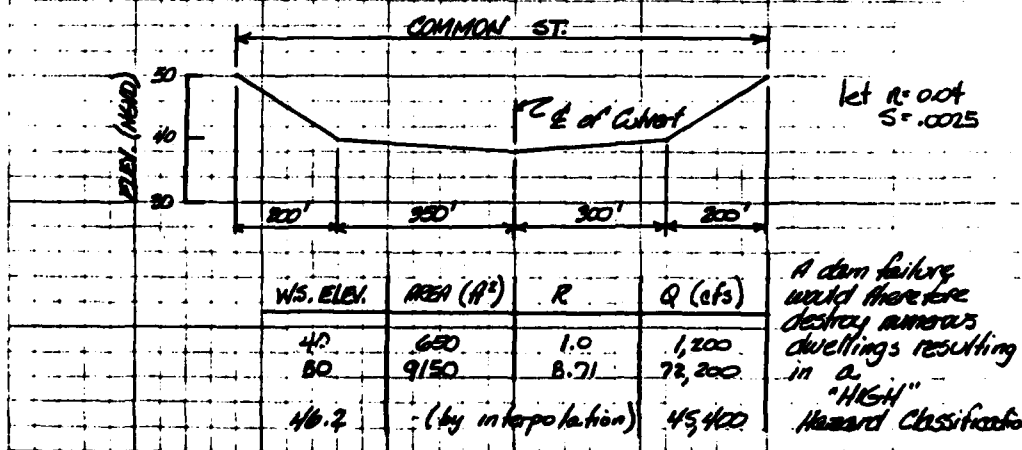 COMMON ST.
50
ELEV. (NGVD)
40
30
℄ of Culvert
let n=0.04
S=.0025
200' 350' 300' 200'
W.S. ELEV. AREA (ft²) R Q (cfs)
40 650 1.0 1,200
50 9150 8.71 72,200
46.2 - (by interpolation) 45,400
A dam failure
would therefore
destroy numerous
dwellings resulting
in a
"HIGH"
Hazard Classificatio